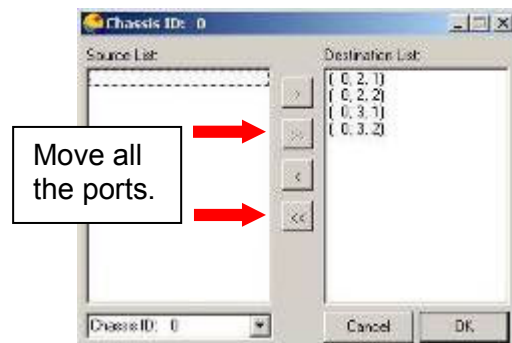 Chassis ID: 0
Source List:
Destination List:
( 0, 2, 1)
( 0, 2, 2)
( 0, 3, 1)
( 0, 3, 2)
>
>>
<
<<
Move all
the ports.
Chassis ID: 0
Cancel
OK